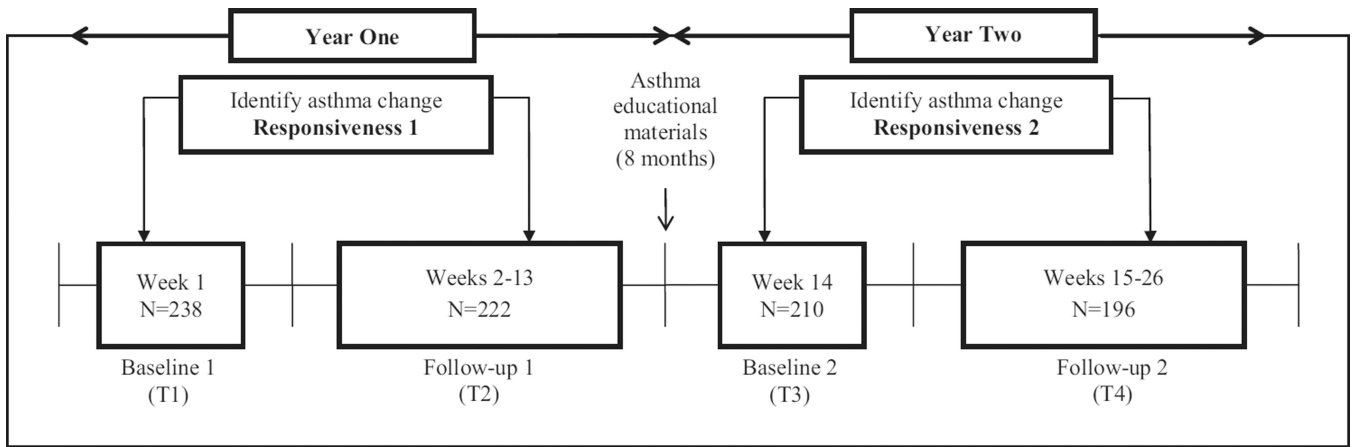 Year One
Year Two
Identify asthma change
Responsiveness 1
Asthma
educational
materials
(8 months)
Identify asthma change
Responsiveness 2
Week 1
N=238
Weeks 2-13
N=222
Week 14
N=210
Weeks 15-26
N=196
Baseline 1
(T1)
Follow-up 1
(T2)
Baseline 2
(T3)
Follow-up 2
(T4)